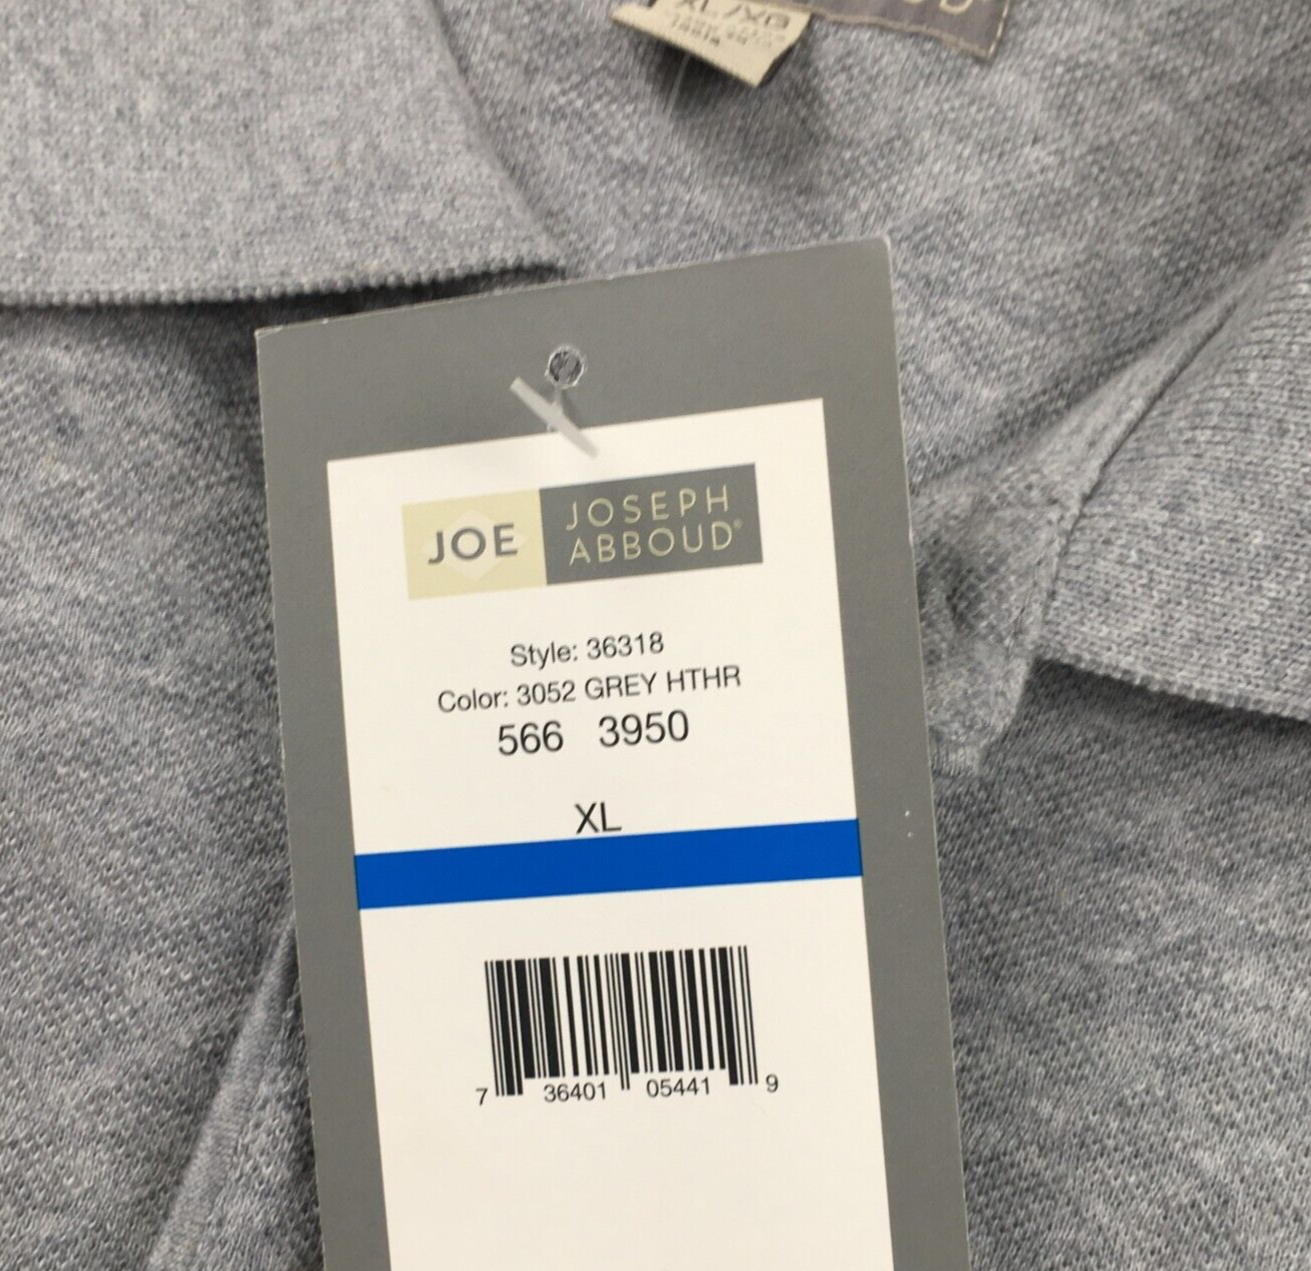 XL/XG
JOE JOSEPH
ABBOUD®
Style: 36318
Color: 3052 GREY HTHR
566 3950
XL
7 36401 05441 9